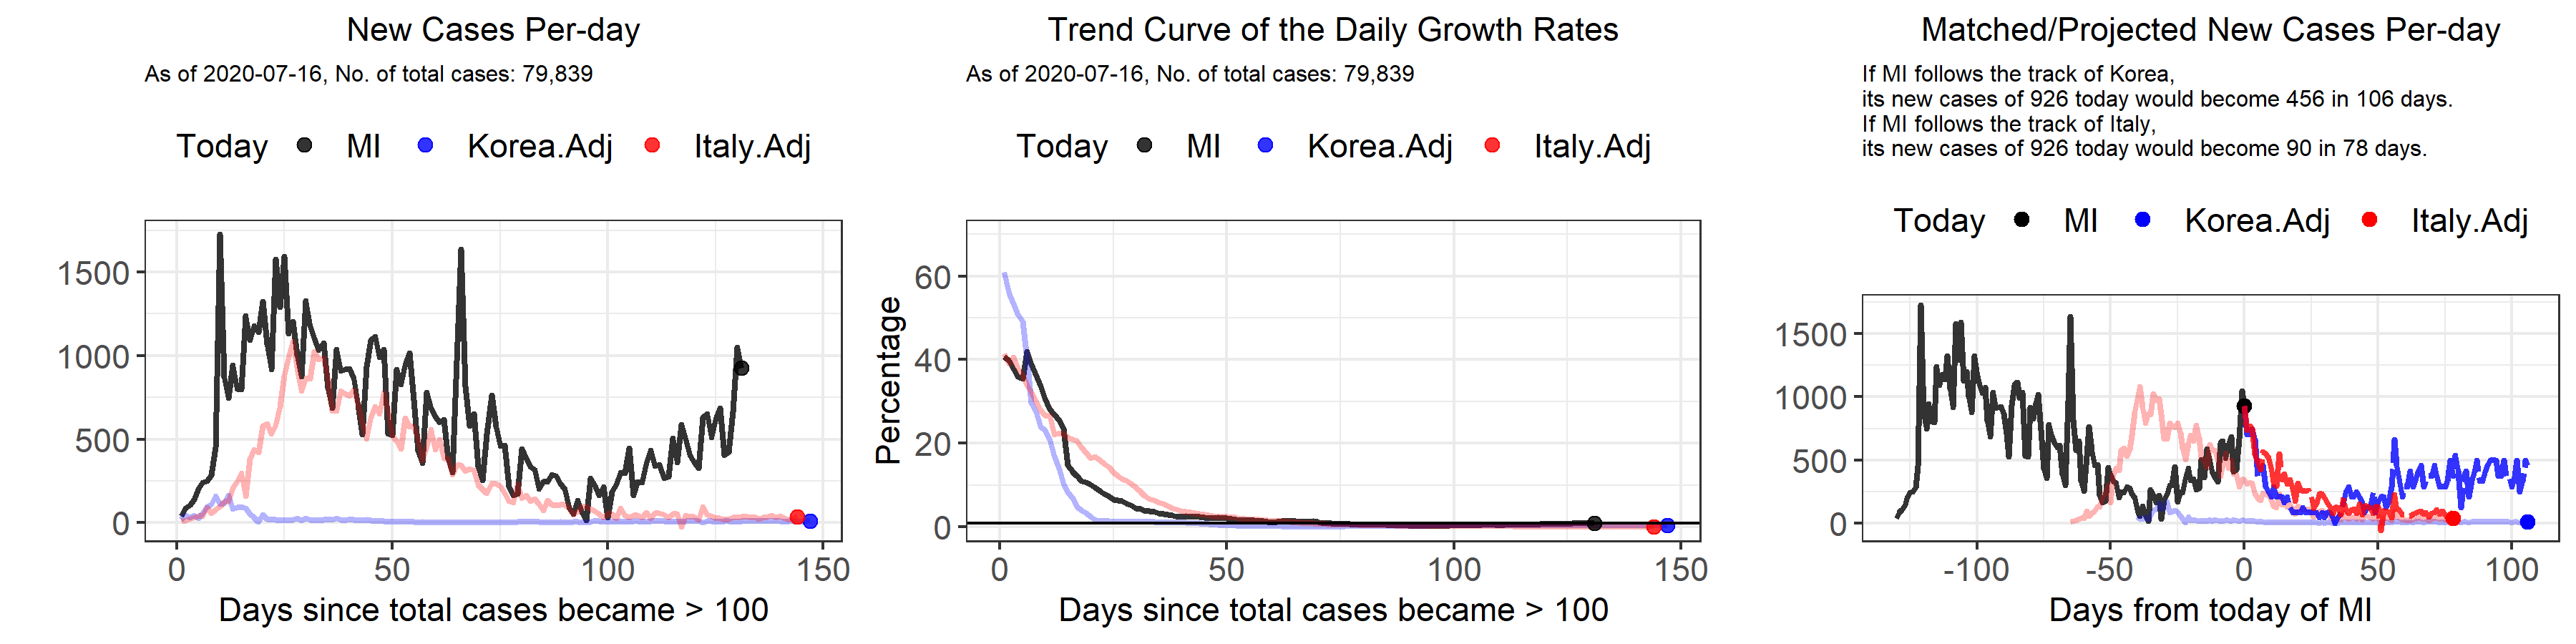 New Cases Per-day
As of 2020-07-16, No. of total cases: 79,839
Today MI Korea.Adj Italy.Adj
1500
1000
500
0
0 50 100 150
Days since total cases became > 100
Trend Curve of the Daily Growth Rates
As of 2020-07-16, No. of total cases: 79,839
Today MI Korea.Adj Italy.Adj
Percentage
60
40
20
0
0 50 100 150
Days since total cases became > 100
Matched/Projected New Cases Per-day
If MI follows the track of Korea,
its new cases of 926 today would become 456 in 106 days.
If MI follows the track of Italy,
its new cases of 926 today would become 90 in 78 days.
Today MI Korea.Adj Italy.Adj
1500
1000
500
0
-100 -50 0 50 100
Days from today of MI